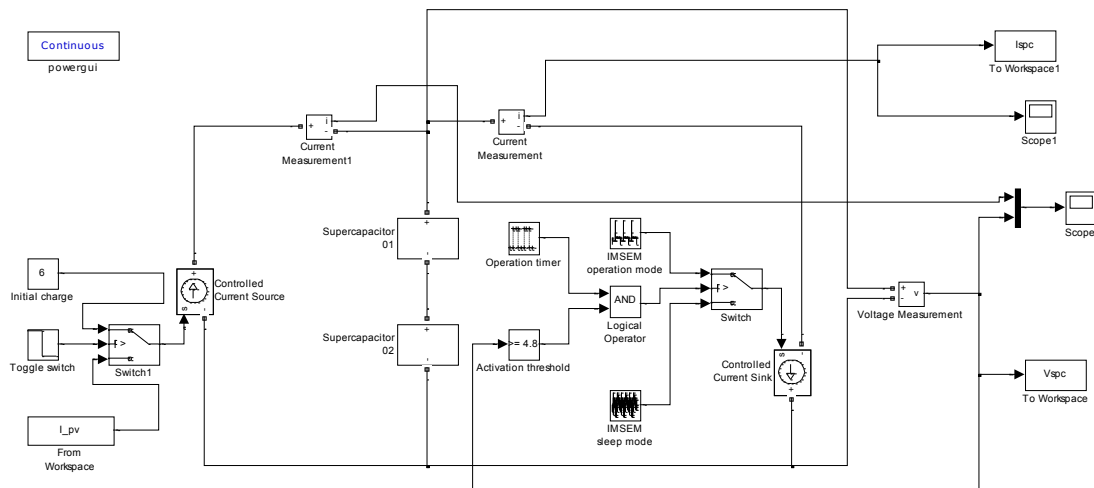 Continuous
powergui
Ispc
To Workspace1
Scope1
+
i
-
Current
Measurement1
+
i
-
Current
Measurement
Scope
Supercapacitor
01
+
-
Operation timer
IMSEM
operation mode
6
Initial charge
+
s
-
Controlled
Current Source
>
Switch
AND
Logical
Operator
+
-
v
Voltage Measurement
Supercapacitor
02
+
-
Toggle switch
>
Switch1
>= 4.8
Activation threshold
s
-
+
Controlled
Current Sink
Vspc
To Workspace
IMSEM
sleep mode
I_pv
From
Workspace